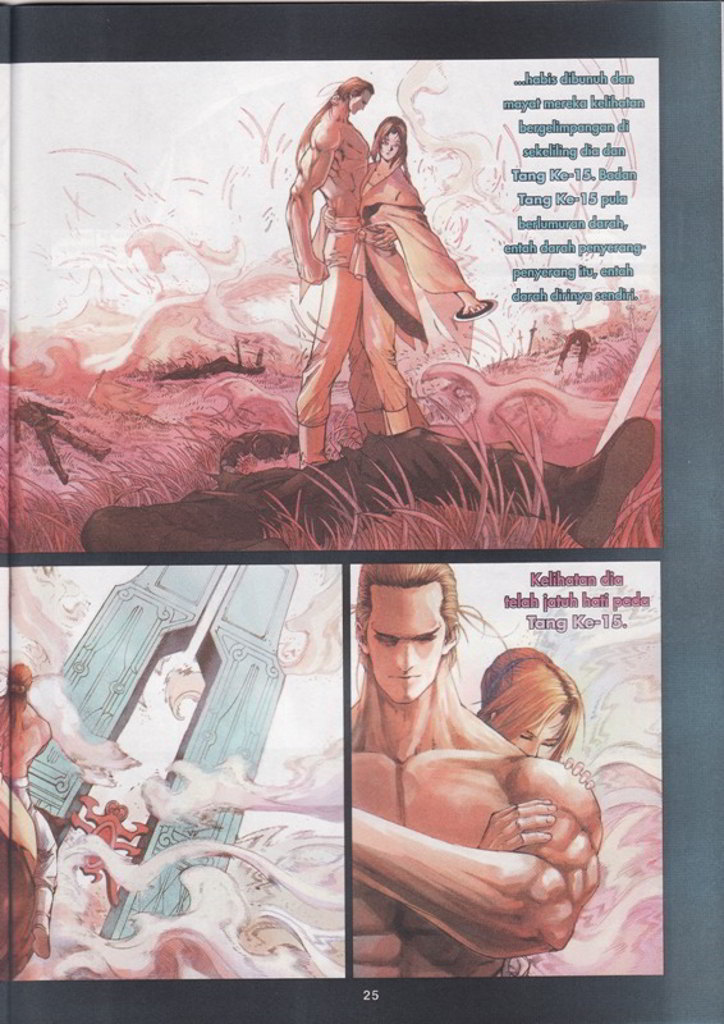 ...habis dibunuh dan
mayat mereka kelihatan
bergelimpangan di
sekeliling dia dan
Tang Ke-15. Badan
Tang Ke-15 pula
berlumuran darah,
entah darah penyerang-
penyerang itu, entah
darah dirinya sendiri.
Kelihatan dia
telah jatuh hati pada
Tang Ke-15.
25